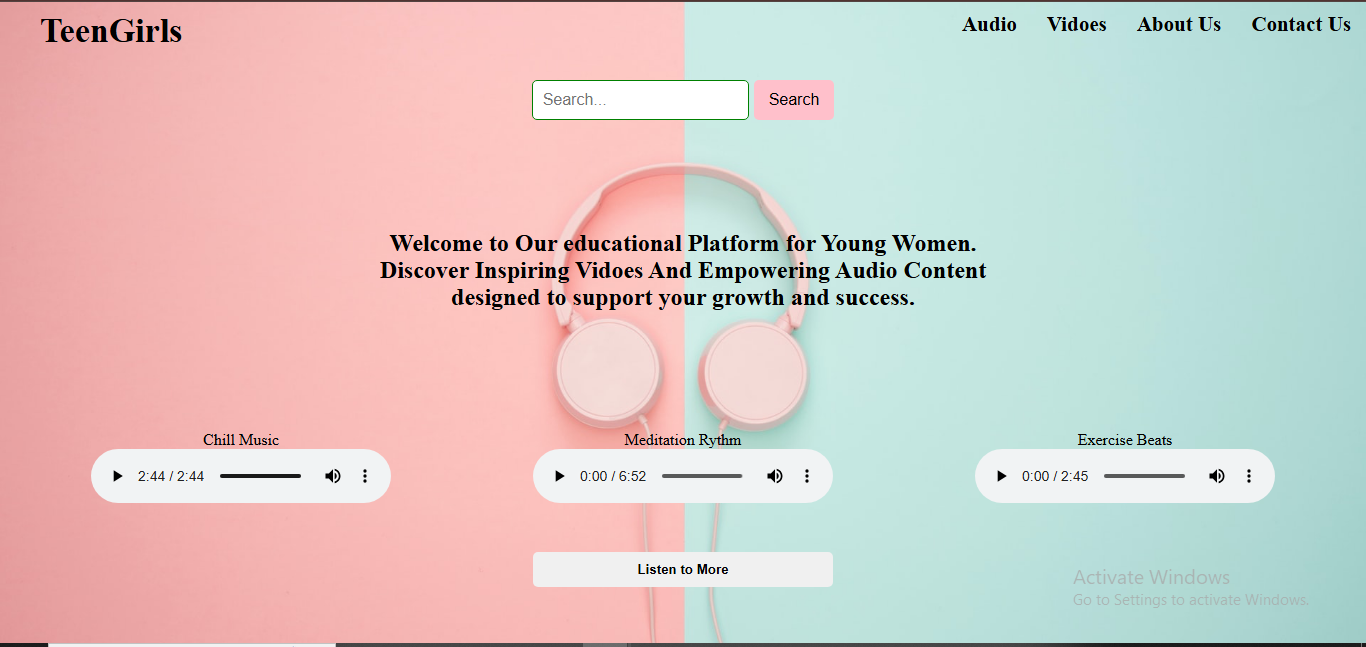 TeenGirls
Audio Vidoes About Us Contact Us
Search... Search
Welcome to Our educational Platform for Young Women.
Discover Inspiring Vidoes And Empowering Audio Content
designed to support your growth and success.
Chill Music Meditation Rythm Exercise Beats
2:44 / 2:44 0:00 / 6:52 0:00 / 2:45
Listen to More
Activate Windows
Go to Settings to activate Windows.